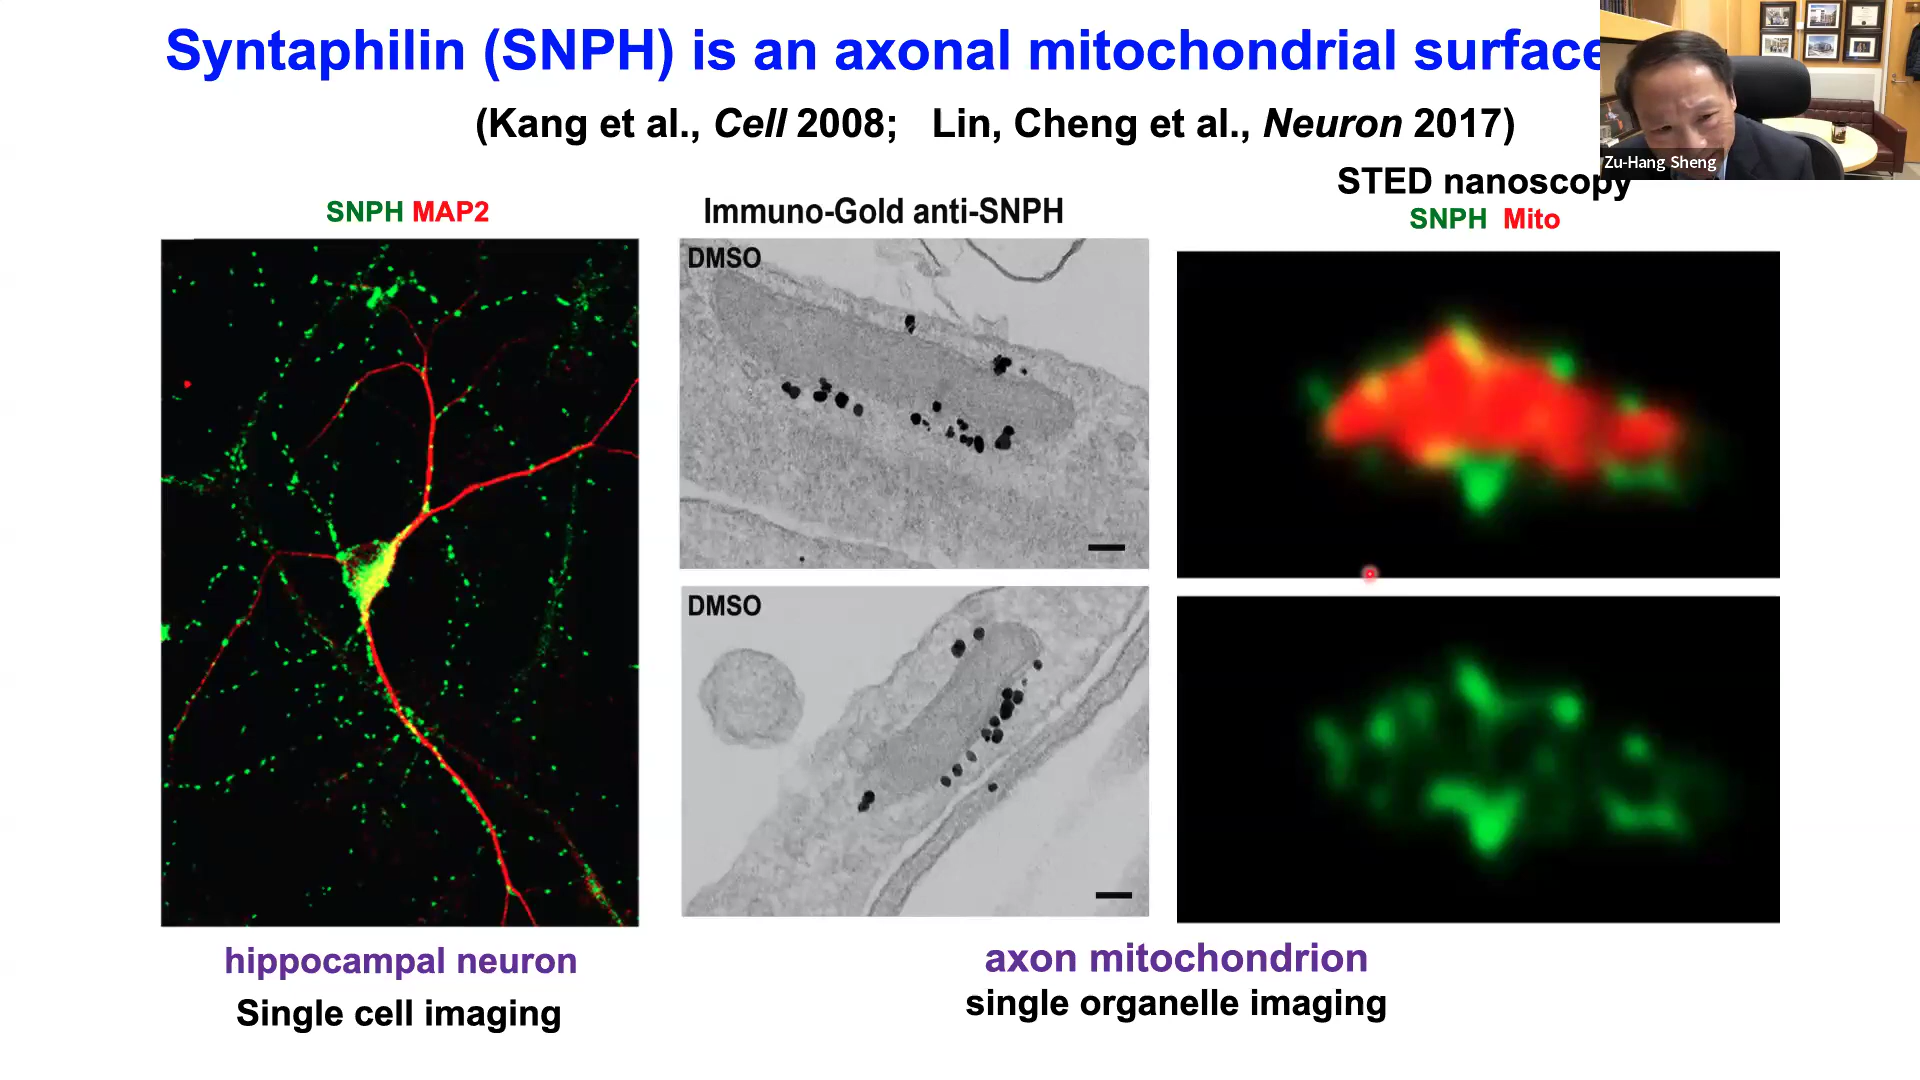 Syntaphilin (SNPH) is an axonal mitochondrial surface
(Kang et al., Cell 2008; Lin, Cheng et al., Neuron 2017)
Zu-Hang Sheng
STED nanoscopy
SNPH MAP2
Immuno-Gold anti-SNPH
SNPH Mito
DMSO
DMSO
hippocampal neuron
Single cell imaging
axon mitochondrion
single organelle imaging